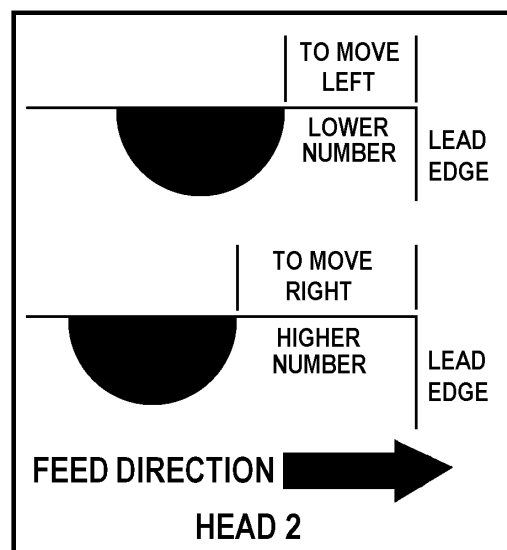 TO MOVE
LEFT
LOWER
NUMBER
LEAD
EDGE
TO MOVE
RIGHT
HIGHER
NUMBER
LEAD
EDGE
FEED DIRECTION
HEAD 2